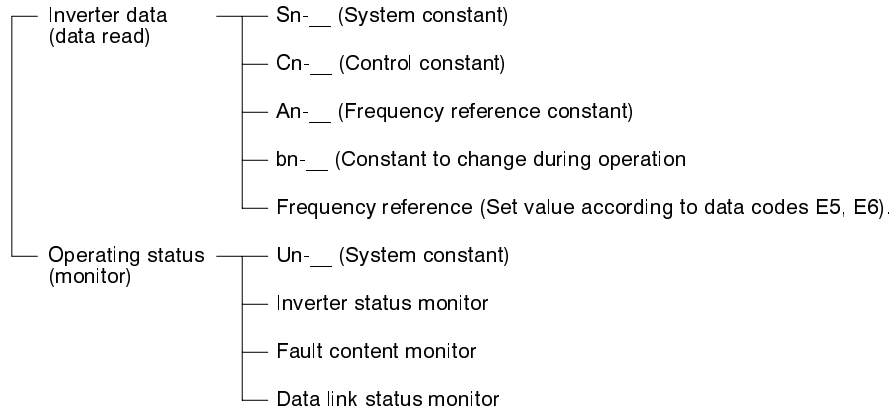 Inverter data
(data read)
Sn-__ (System constant)
Cn-__ (Control constant)
An-__ (Frequency reference constant)
bn-__ (Constant to change during operation
Frequency reference (Set value according to data codes E5, E6).
Operating status
(monitor)
Un-__ (System constant)
Inverter status monitor
Fault content monitor
Data link status monitor